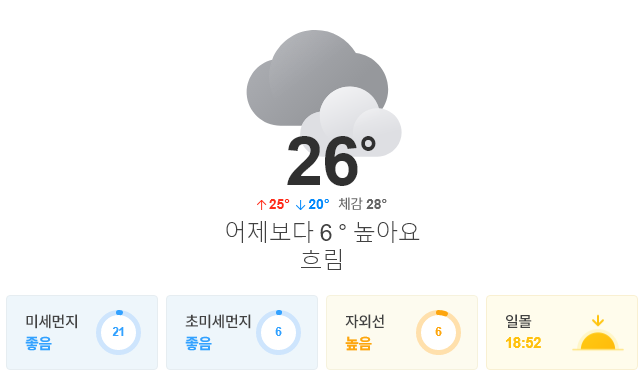 26°
↑25° ↓20° 체감 28°
어제보다 6 ° 높아요
흐림
미세먼지 좋음 21
초미세먼지 좋음 6
자외선 높음 6
일몰 18:52